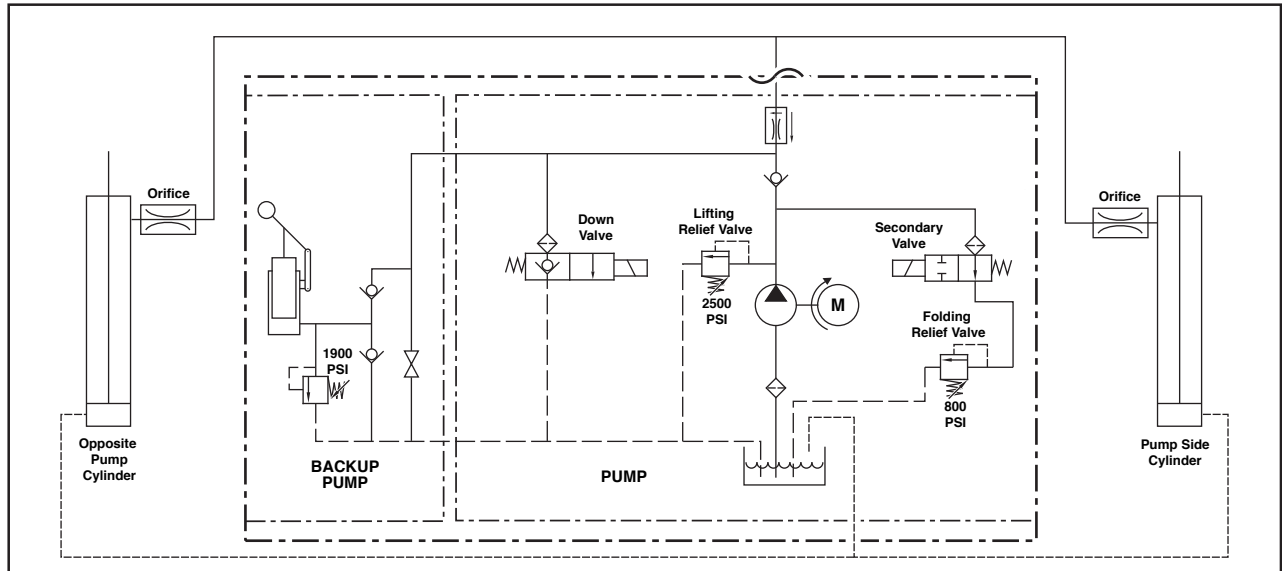 Orifice
Opposite
Pump
Cylinder
1900
PSI
BACKUP
PUMP
Down
Valve
Lifting
Relief Valve
2500
PSI
M
PUMP
Secondary
Valve
Folding
Relief Valve
800
PSI
Orifice
Pump Side
Cylinder